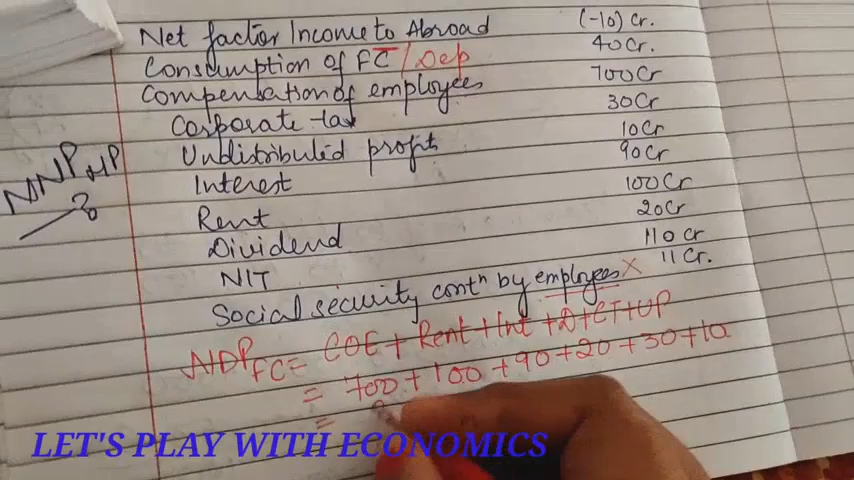 Net factor Income to Abroad (-10) Cr.
Consumption of FC / Dep 40 Cr.
Compensation of employees 700 Cr
Corporate tax 30 Cr
Undistributed profits 10 Cr
Interest 90 Cr
Rent 100 Cr
Dividend 20 Cr
NIT 110 Cr
Social security contn by employees X 11 Cr.
NNP MP
?
NDP FC = COE + Rent + Int + D + CT + UP
= 700 + 100 + 90 + 20 + 30 + 10
=
LET'S PLAY WITH ECONOMICS